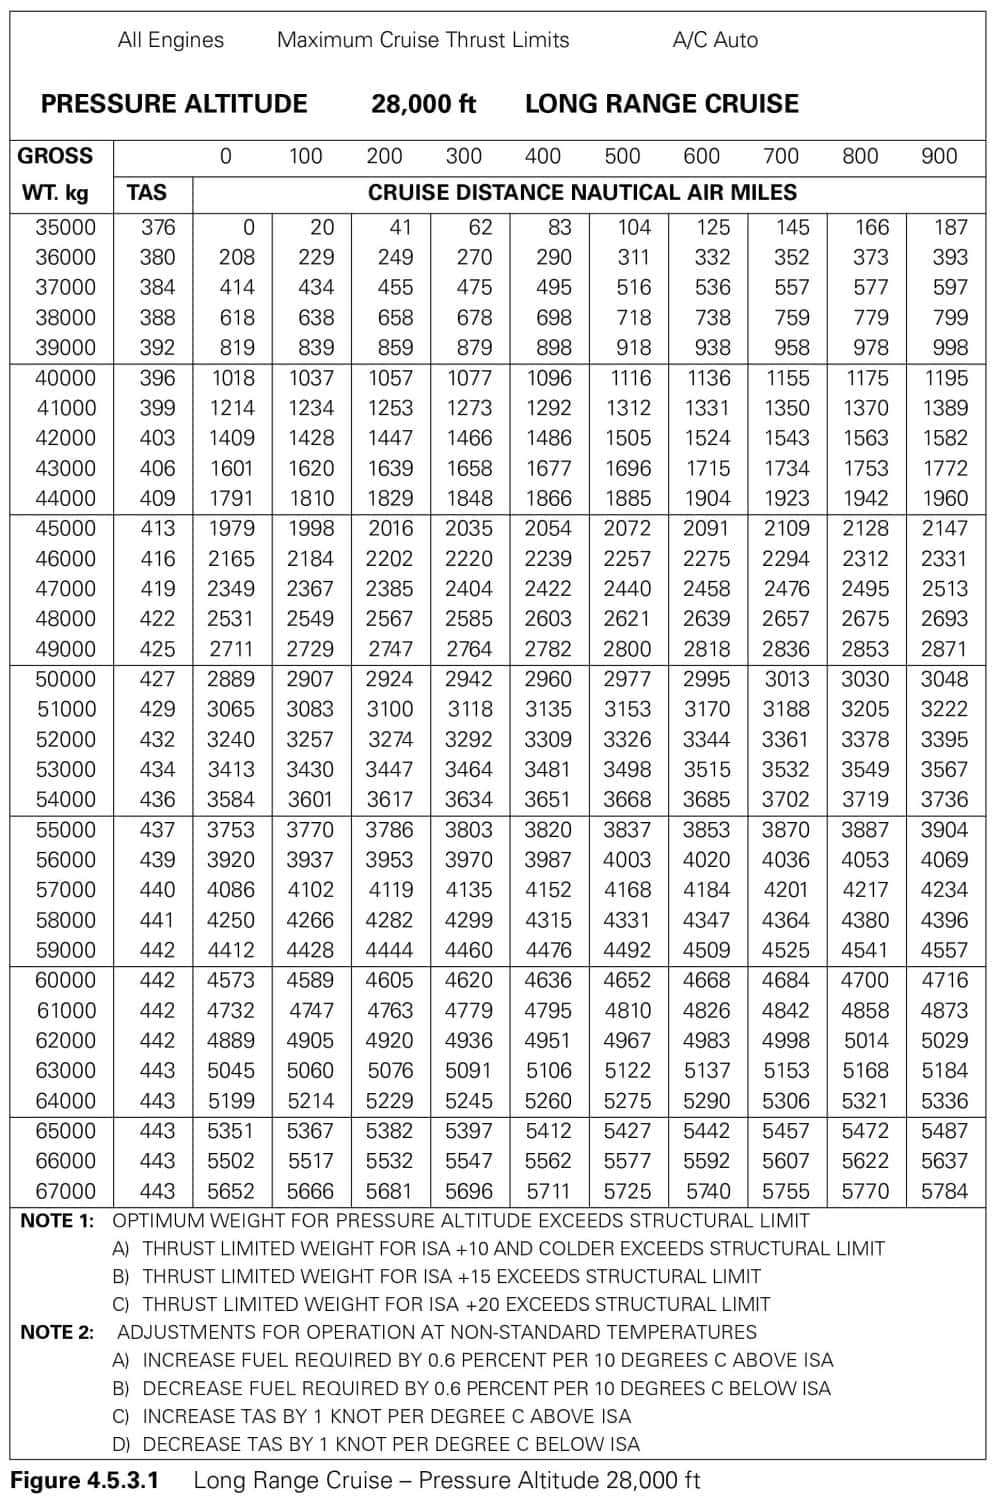 All Engines Maximum Cruise Thrust Limits A/C Auto
PRESSURE ALTITUDE 28,000 ft LONG RANGE CRUISE
GROSS 0 100 200 300 400 500 600 700 800 900
WT. kg TAS CRUISE DISTANCE NAUTICAL AIR MILES
35000 376 0 20 41 62 83 104 125 145 166 187
36000 380 208 229 249 270 290 311 332 352 373 393
37000 384 414 434 455 475 495 516 536 557 577 597
38000 388 618 638 658 678 698 718 738 759 779 799
39000 392 819 839 859 879 898 918 938 958 978 998
40000 396 1018 1037 1057 1077 1096 1116 1136 1155 1175 1195
41000 399 1214 1234 1253 1273 1292 1312 1331 1350 1370 1389
42000 403 1409 1428 1447 1466 1486 1505 1524 1543 1563 1582
43000 406 1601 1620 1639 1658 1677 1696 1715 1734 1753 1772
44000 409 1791 1810 1829 1848 1866 1885 1904 1923 1942 1960
45000 413 1979 1998 2016 2035 2054 2072 2091 2109 2128 2147
46000 416 2165 2184 2202 2220 2239 2257 2275 2294 2312 2331
47000 419 2349 2367 2385 2404 2422 2440 2458 2476 2495 2513
48000 422 2531 2549 2567 2585 2603 2621 2639 2657 2675 2693
49000 425 2711 2729 2747 2764 2782 2800 2818 2836 2853 2871
50000 427 2889 2907 2924 2942 2960 2977 2995 3013 3030 3048
51000 429 3065 3083 3100 3118 3135 3153 3170 3188 3205 3222
52000 432 3240 3257 3274 3292 3309 3326 3344 3361 3378 3395
53000 434 3413 3430 3447 3464 3481 3498 3515 3532 3549 3567
54000 436 3584 3601 3617 3634 3651 3668 3685 3702 3719 3736
55000 437 3753 3770 3786 3803 3820 3837 3853 3870 3887 3904
56000 439 3920 3937 3953 3970 3987 4003 4020 4036 4053 4069
57000 440 4086 4102 4119 4135 4152 4168 4184 4201 4217 4234
58000 441 4250 4266 4282 4299 4315 4331 4347 4364 4380 4396
59000 442 4412 4428 4444 4460 4476 4492 4509 4525 4541 4557
60000 442 4573 4589 4605 4620 4636 4652 4668 4684 4700 4716
61000 442 4732 4747 4763 4779 4795 4810 4826 4842 4858 4873
62000 442 4889 4905 4920 4936 4951 4967 4983 4998 5014 5029
63000 443 5045 5060 5076 5091 5106 5122 5137 5153 5168 5184
64000 443 5199 5214 5229 5245 5260 5275 5290 5306 5321 5336
65000 443 5351 5367 5382 5397 5412 5427 5442 5457 5472 5487
66000 443 5502 5517 5532 5547 5562 5577 5592 5607 5622 5637
67000 443 5652 5666 5681 5696 5711 5725 5740 5755 5770 5784
NOTE 1: OPTIMUM WEIGHT FOR PRESSURE ALTITUDE EXCEEDS STRUCTURAL LIMIT
A) THRUST LIMITED WEIGHT FOR ISA +10 AND COLDER EXCEEDS STRUCTURAL LIMIT
B) THRUST LIMITED WEIGHT FOR ISA +15 EXCEEDS STRUCTURAL LIMIT
C) THRUST LIMITED WEIGHT FOR ISA +20 EXCEEDS STRUCTURAL LIMIT
NOTE 2: ADJUSTMENTS FOR OPERATION AT NON-STANDARD TEMPERATURES
A) INCREASE FUEL REQUIRED BY 0.6 PERCENT PER 10 DEGREES C ABOVE ISA
B) DECREASE FUEL REQUIRED BY 0.6 PERCENT PER 10 DEGREES C BELOW ISA
C) INCREASE TAS BY 1 KNOT PER DEGREE C ABOVE ISA
D) DECREASE TAS BY 1 KNOT PER DEGREE C BELOW ISA
Figure 4.5.3.1 Long Range Cruise – Pressure Altitude 28,000 ft